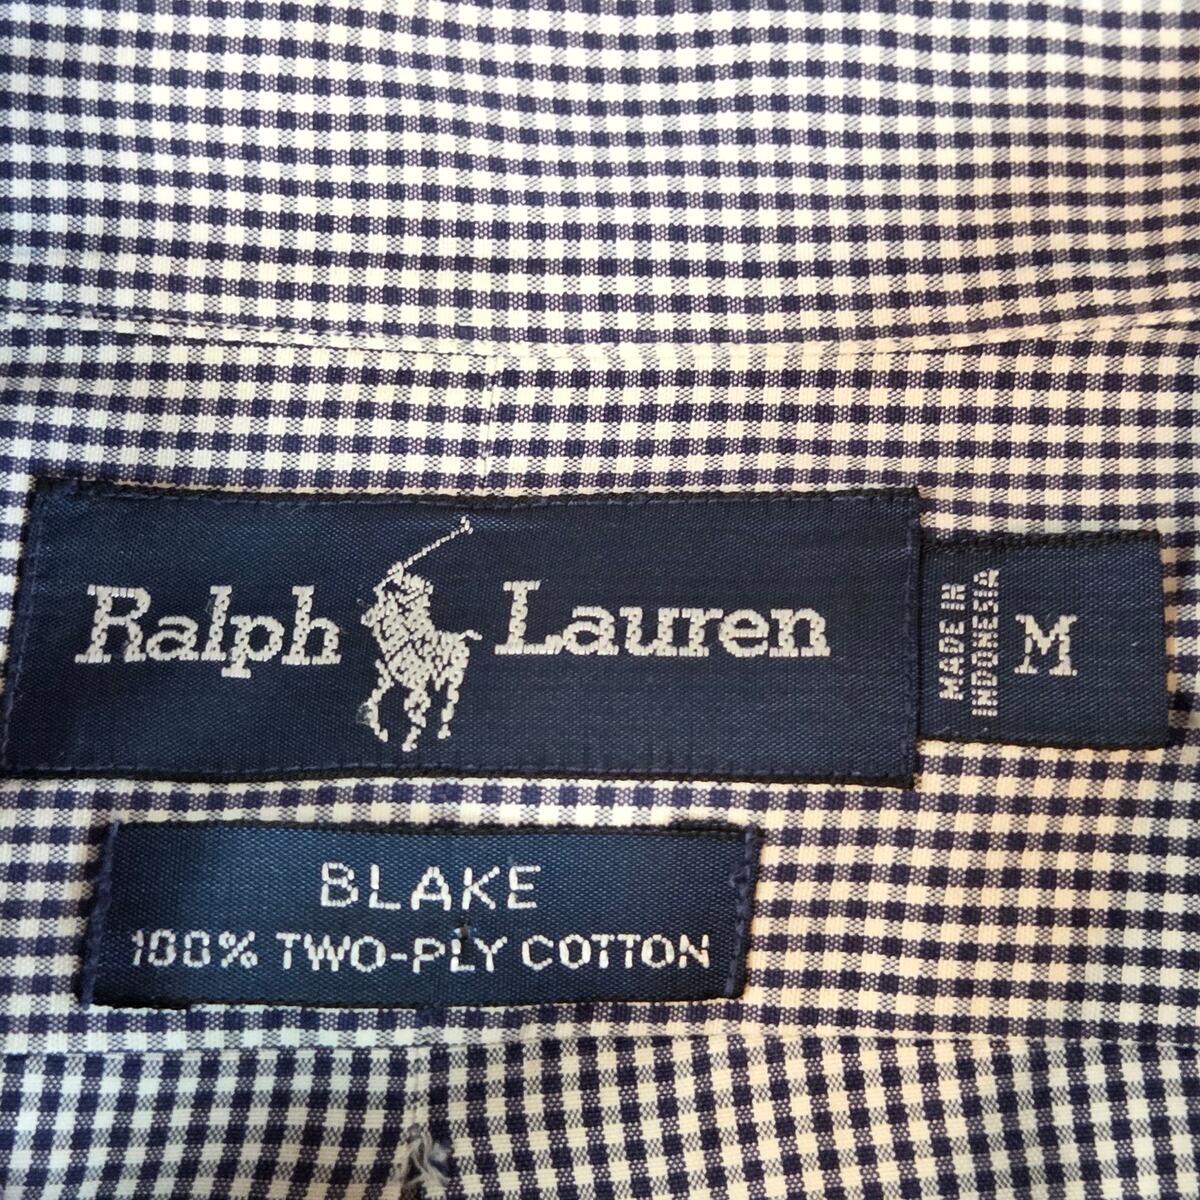 Ralph Lauren
MADE IN
INDONESIA
M
BLAKE
100% TWO-PLY COTTON